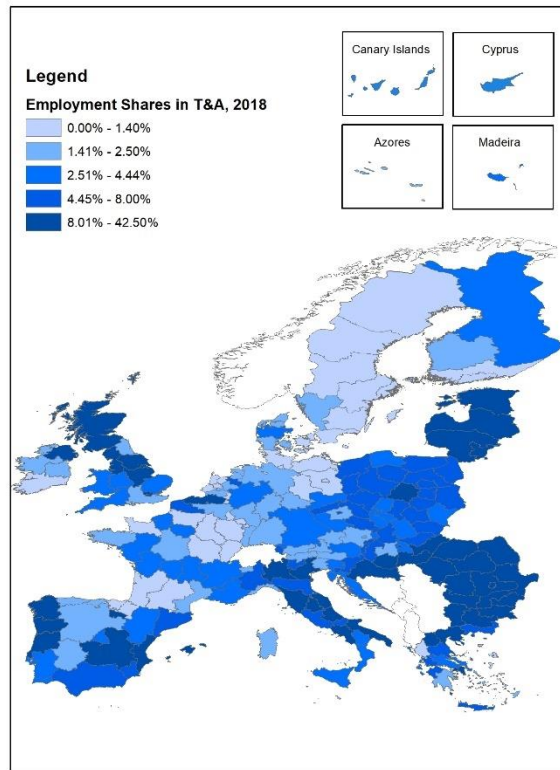 Canary Islands
Cyprus
Legend
Employment Shares in T&A, 2018
0.00% - 1.40%
1.41% - 2.50%
2.51% - 4.44%
4.45% - 8.00%
8.01% - 42.50%
Azores
Madeira